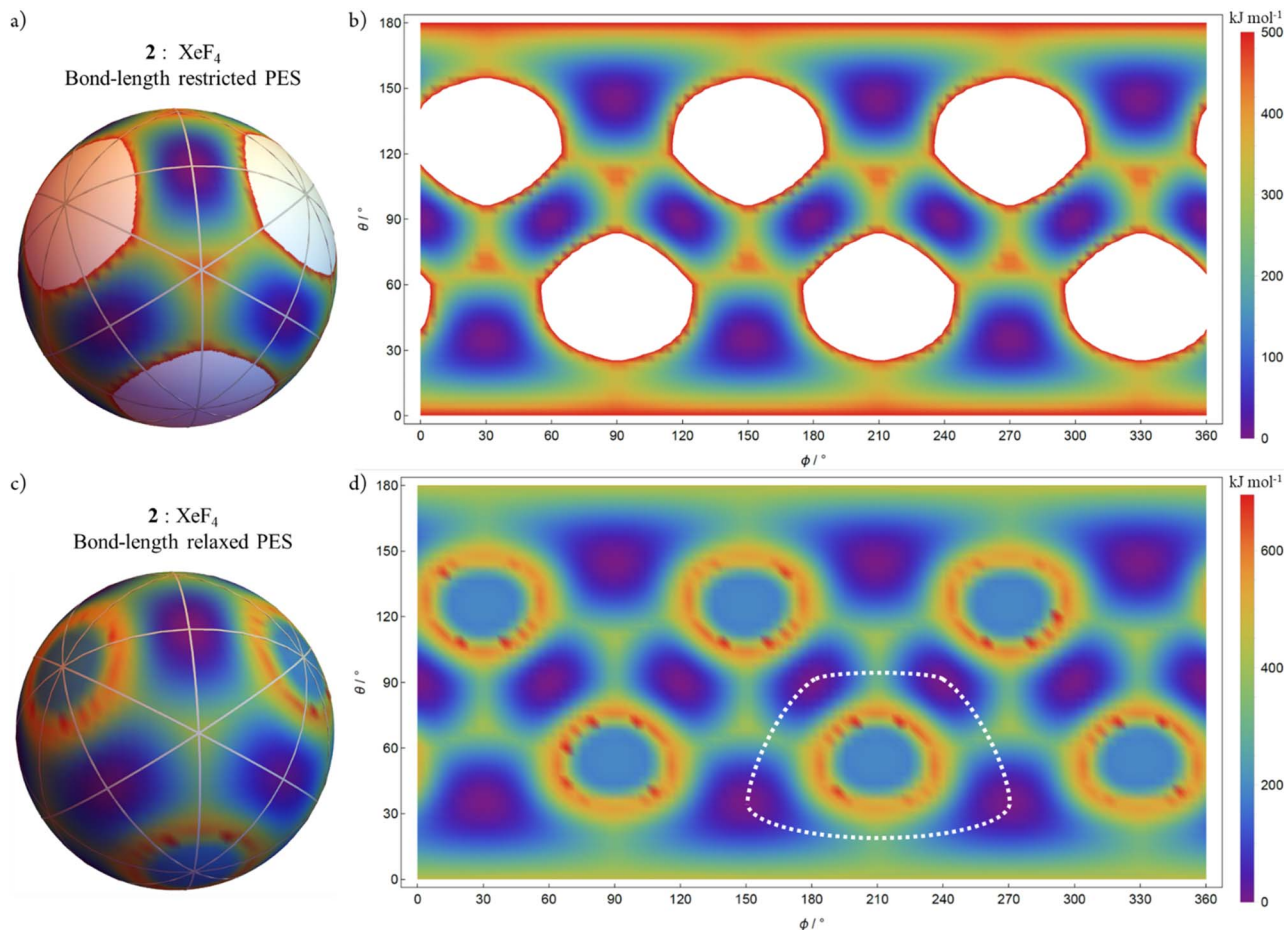 a)
2 : XeF₄
Bond-length restricted PES
b)
kJ mol⁻¹
180
150
120
90
60
30
0
θ / °
0 30 60 90 120 150 180 210 240 270 300 330 360
ϕ / °
500
400
300
200
100
0
c)
2 : XeF₄
Bond-length relaxed PES
d)
kJ mol⁻¹
180
150
120
90
60
30
0
θ / °
0 30 60 90 120 150 180 210 240 270 300 330 360
ϕ / °
600
400
200
0